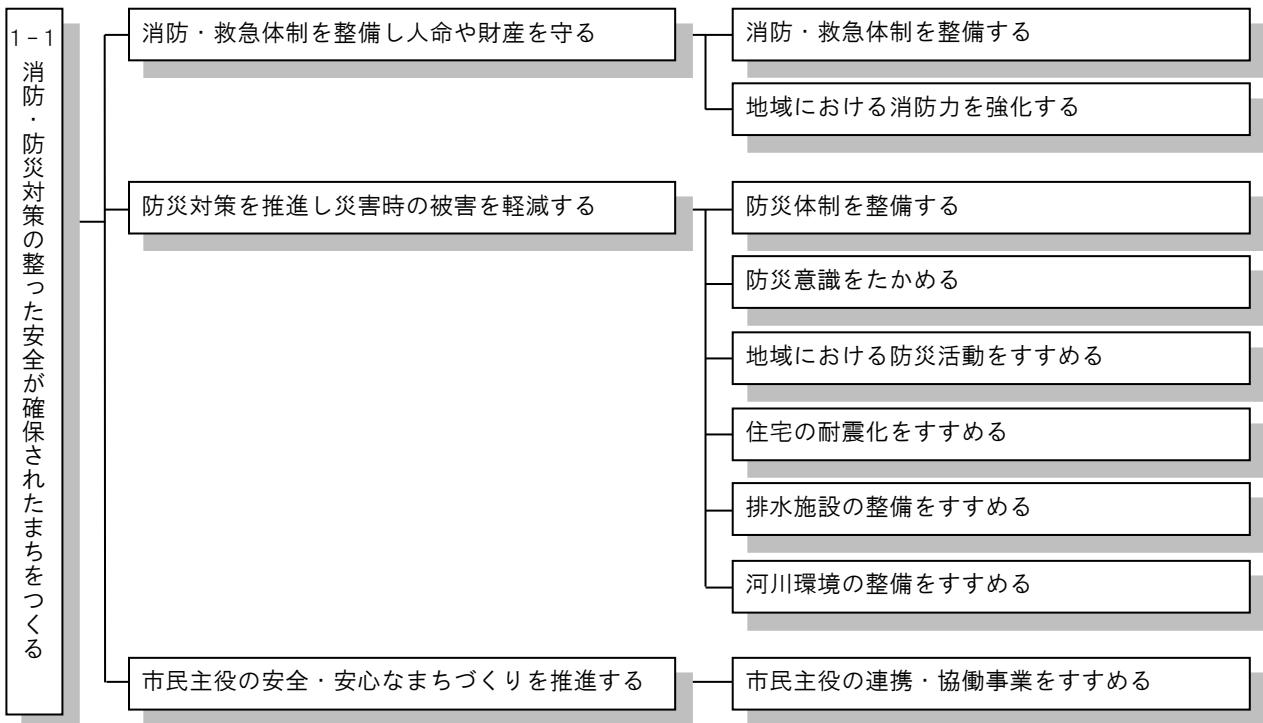 1－1
消防・防災対策の整った安全が確保されたまちをつくる
消防・救急体制を整備し人命や財産を守る
消防・救急体制を整備する
地域における消防力を強化する
防災対策を推進し災害時の被害を軽減する
防災体制を整備する
防災意識をたかめる
地域における防災活動をすすめる
住宅の耐震化をすすめる
排水施設の整備をすすめる
河川環境の整備をすすめる
市民主役の安全・安心なまちづくりを推進する
市民主役の連携・協働事業をすすめる